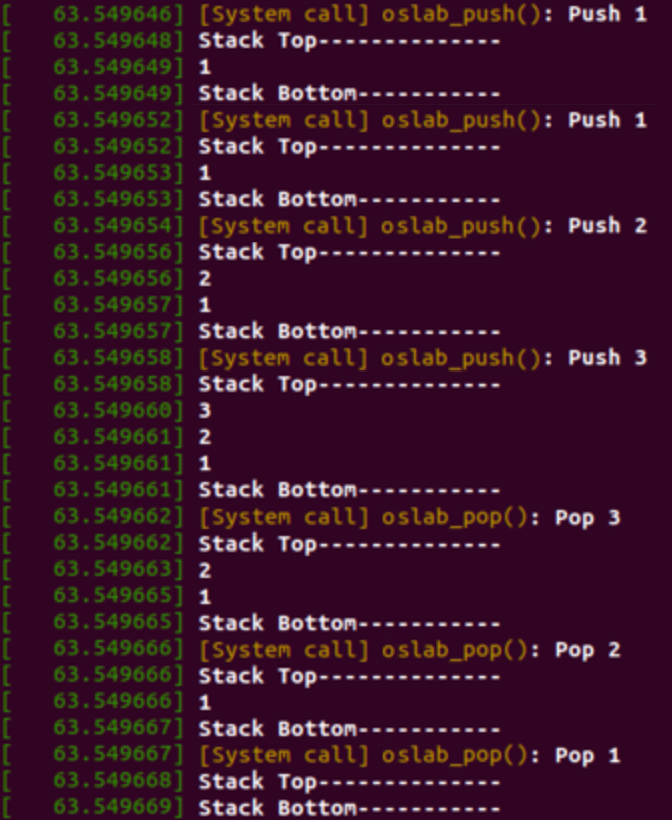 [   63.549646] [System call] oslab_push(): Push 1
[   63.549648] Stack Top--------------
[   63.549649] 1
[   63.549649] Stack Bottom-----------
[   63.549652] [System call] oslab_push(): Push 1
[   63.549652] Stack Top--------------
[   63.549653] 1
[   63.549653] Stack Bottom-----------
[   63.549654] [System call] oslab_push(): Push 2
[   63.549656] Stack Top--------------
[   63.549656] 2
[   63.549657] 1
[   63.549657] Stack Bottom-----------
[   63.549658] [System call] oslab_push(): Push 3
[   63.549658] Stack Top--------------
[   63.549660] 3
[   63.549661] 2
[   63.549661] 1
[   63.549661] Stack Bottom-----------
[   63.549662] [System call] oslab_pop(): Pop 3
[   63.549662] Stack Top--------------
[   63.549663] 2
[   63.549665] 1
[   63.549665] Stack Bottom-----------
[   63.549666] [System call] oslab_pop(): Pop 2
[   63.549666] Stack Top--------------
[   63.549666] 1
[   63.549667] Stack Bottom-----------
[   63.549667] [System call] oslab_pop(): Pop 1
[   63.549668] Stack Top--------------
[   63.549669] Stack Bottom-----------